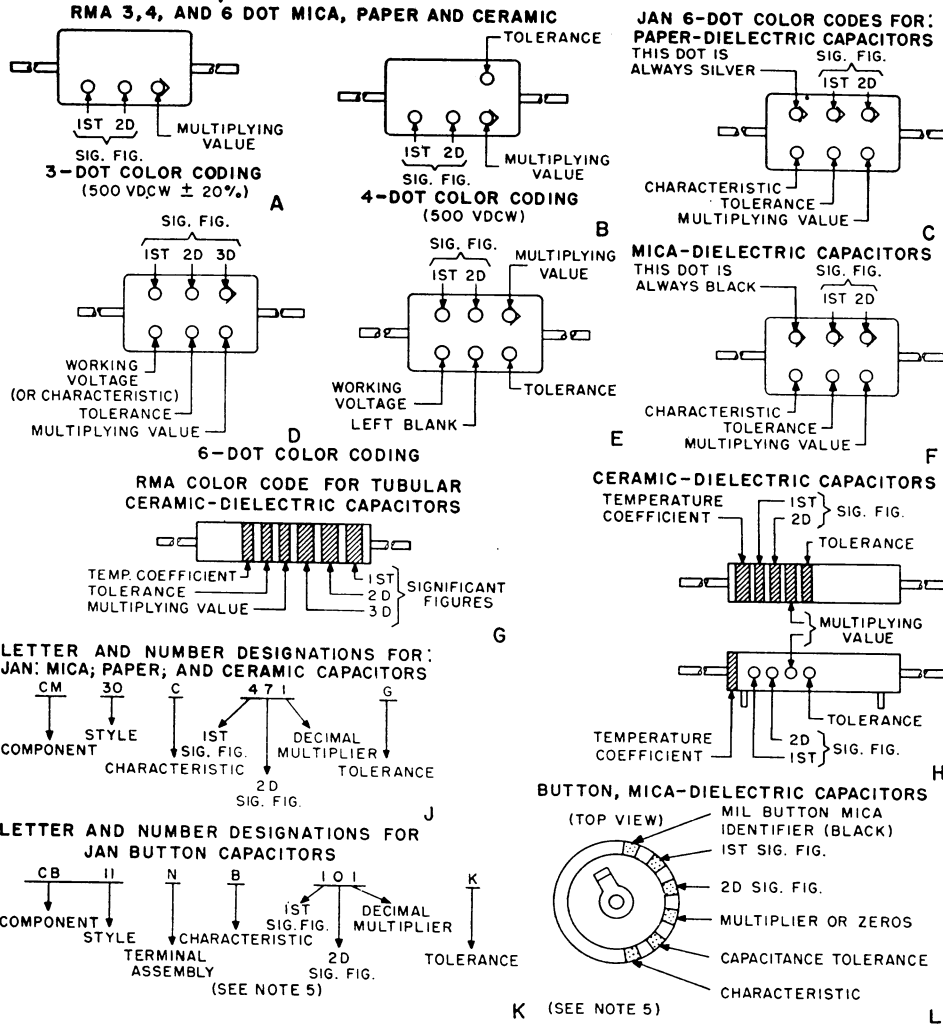 RMA 3,4, AND 6 DOT MICA, PAPER AND CERAMIC
1ST 2D
SIG. FIG.
MULTIPLYING
VALUE
3-DOT COLOR CODING
(500 VDCW ± 20%)
A
TOLERANCE
1ST 2D
SIG. FIG.
MULTIPLYING
VALUE
4-DOT COLOR CODING
(500 VDCW)
B
JAN 6-DOT COLOR CODES FOR:
PAPER-DIELECTRIC CAPACITORS
THIS DOT IS
ALWAYS SILVER
SIG. FIG.
1ST 2D
CHARACTERISTIC
TOLERANCE
MULTIPLYING VALUE
C
SIG. FIG.
1ST 2D 3D
WORKING
VOLTAGE
(OR CHARACTERISTIC)
TOLERANCE
MULTIPLYING VALUE
D
SIG. FIG.
1ST 2D
MULTIPLYING
VALUE
WORKING
VOLTAGE
LEFT BLANK
TOLERANCE
E
6-DOT COLOR CODING
MICA-DIELECTRIC CAPACITORS
THIS DOT IS
ALWAYS BLACK
SIG. FIG.
1ST 2D
CHARACTERISTIC
TOLERANCE
MULTIPLYING VALUE
F
RMA COLOR CODE FOR TUBULAR
CERAMIC-DIELECTRIC CAPACITORS
TEMP. COEFFICIENT
TOLERANCE
MULTIPLYING VALUE
1ST
2D
3D
SIGNIFICANT
FIGURES
G
CERAMIC-DIELECTRIC CAPACITORS
TEMPERATURE
COEFFICIENT
1ST
2D
SIG. FIG.
TOLERANCE
MULTIPLYING
VALUE
TOLERANCE
TEMPERATURE
COEFFICIENT
2D
1ST
SIG. FIG.
H
LETTER AND NUMBER DESIGNATIONS FOR:
JAN: MICA; PAPER; AND CERAMIC CAPACITORS
CM 30 C 471 G
COMPONENT
STYLE
CHARACTERISTIC
1ST
SIG. FIG.
2D
SIG. FIG.
DECIMAL
MULTIPLIER
TOLERANCE
J
LETTER AND NUMBER DESIGNATIONS FOR
JAN BUTTON CAPACITORS
CB 11 N B 101 K
COMPONENT
STYLE
TERMINAL
ASSEMBLY
CHARACTERISTIC
1ST
SIG. FIG.
2D
SIG. FIG.
DECIMAL
MULTIPLIER
TOLERANCE
(SEE NOTE 5)
K
BUTTON, MICA-DIELECTRIC CAPACITORS
(TOP VIEW)
MIL BUTTON MICA
IDENTIFIER (BLACK)
1ST SIG. FIG.
2D SIG. FIG.
MULTIPLIER OR ZEROS
CAPACITANCE TOLERANCE
CHARACTERISTIC
(SEE NOTE 5)
L